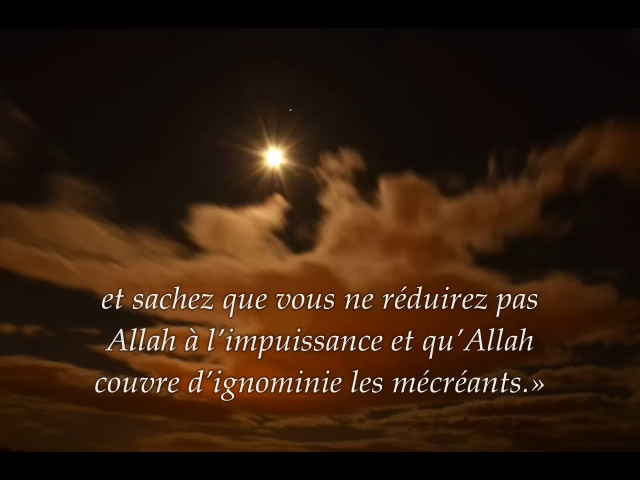 et sachez que vous ne réduirez pas
Allah à l’impuissance et qu’Allah
couvre d’ignominie les mécréants.»